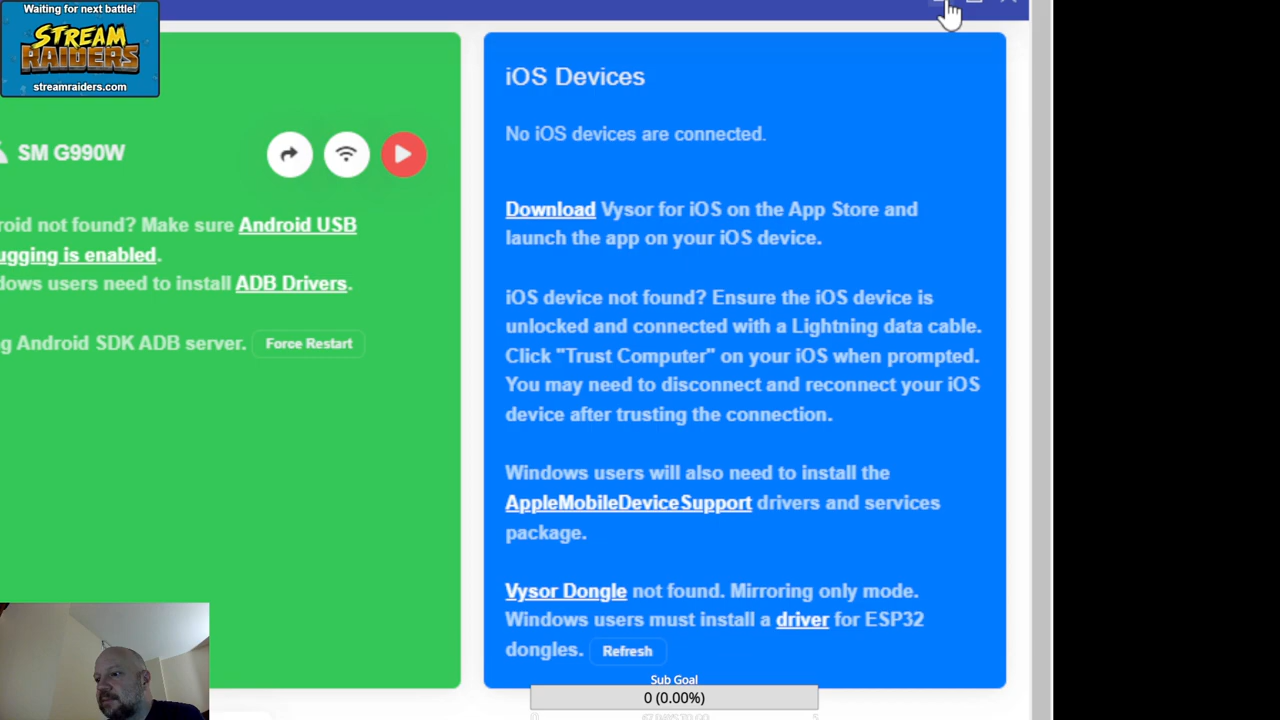 Waiting for next battle!
STREAM
RAIDERS
streamraiders.com
SM G990W
roid not found? Make sure Android USB
ugging is enabled.
dows users need to install ADB Drivers.
g Android SDK ADB server. Force Restart
iOS Devices
No iOS devices are connected.
Download Vysor for iOS on the App Store and
launch the app on your iOS device.
iOS device not found? Ensure the iOS device is
unlocked and connected with a Lightning data cable.
Click "Trust Computer" on your iOS when prompted.
You may need to disconnect and reconnect your iOS
device after trusting the connection.
Windows users will also need to install the
AppleMobileDeviceSupport drivers and services
package.
Vysor Dongle not found. Mirroring only mode.
Windows users must install a driver for ESP32
dongles. Refresh
Sub Goal
0 (0.00%)